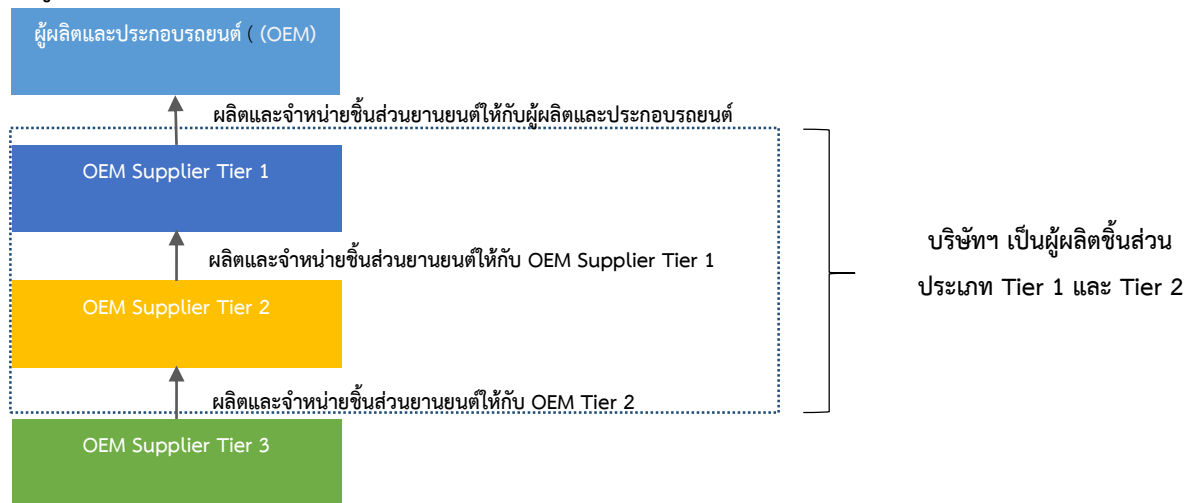 ผู้ผลิตและประกอบรถยนต์ ( (OEM)
ผลิตและจำหน่ายชิ้นส่วนยานยนต์ให้กับผู้ผลิตและประกอบรถยนต์
OEM Supplier Tier 1
ผลิตและจำหน่ายชิ้นส่วนยานยนต์ให้กับ OEM Supplier Tier 1
บริษัทฯ เป็นผู้ผลิตชิ้นส่วน
ประเภท Tier 1 และ Tier 2
OEM Supplier Tier 2
ผลิตและจำหน่ายชิ้นส่วนยานยนต์ให้กับ OEM Tier 2
OEM Supplier Tier 3